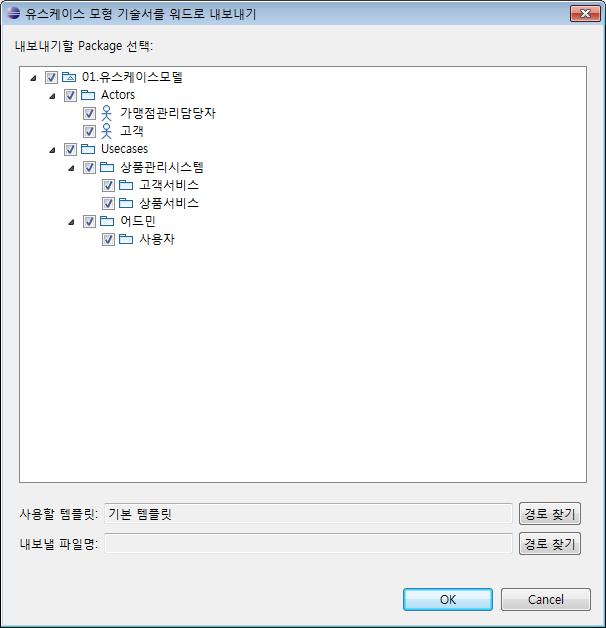 유스케이스 모형 기술서를 워드로 내보내기
내보내기할 Package 선택:
01.유스케이스모델
Actors
가맹점관리담당자
고객
Usecases
상품관리시스템
고객서비스
상품서비스
어드민
사용자
사용할 템플릿: 기본 템플릿 경로 찾기
내보낼 파일명: 경로 찾기
OK Cancel